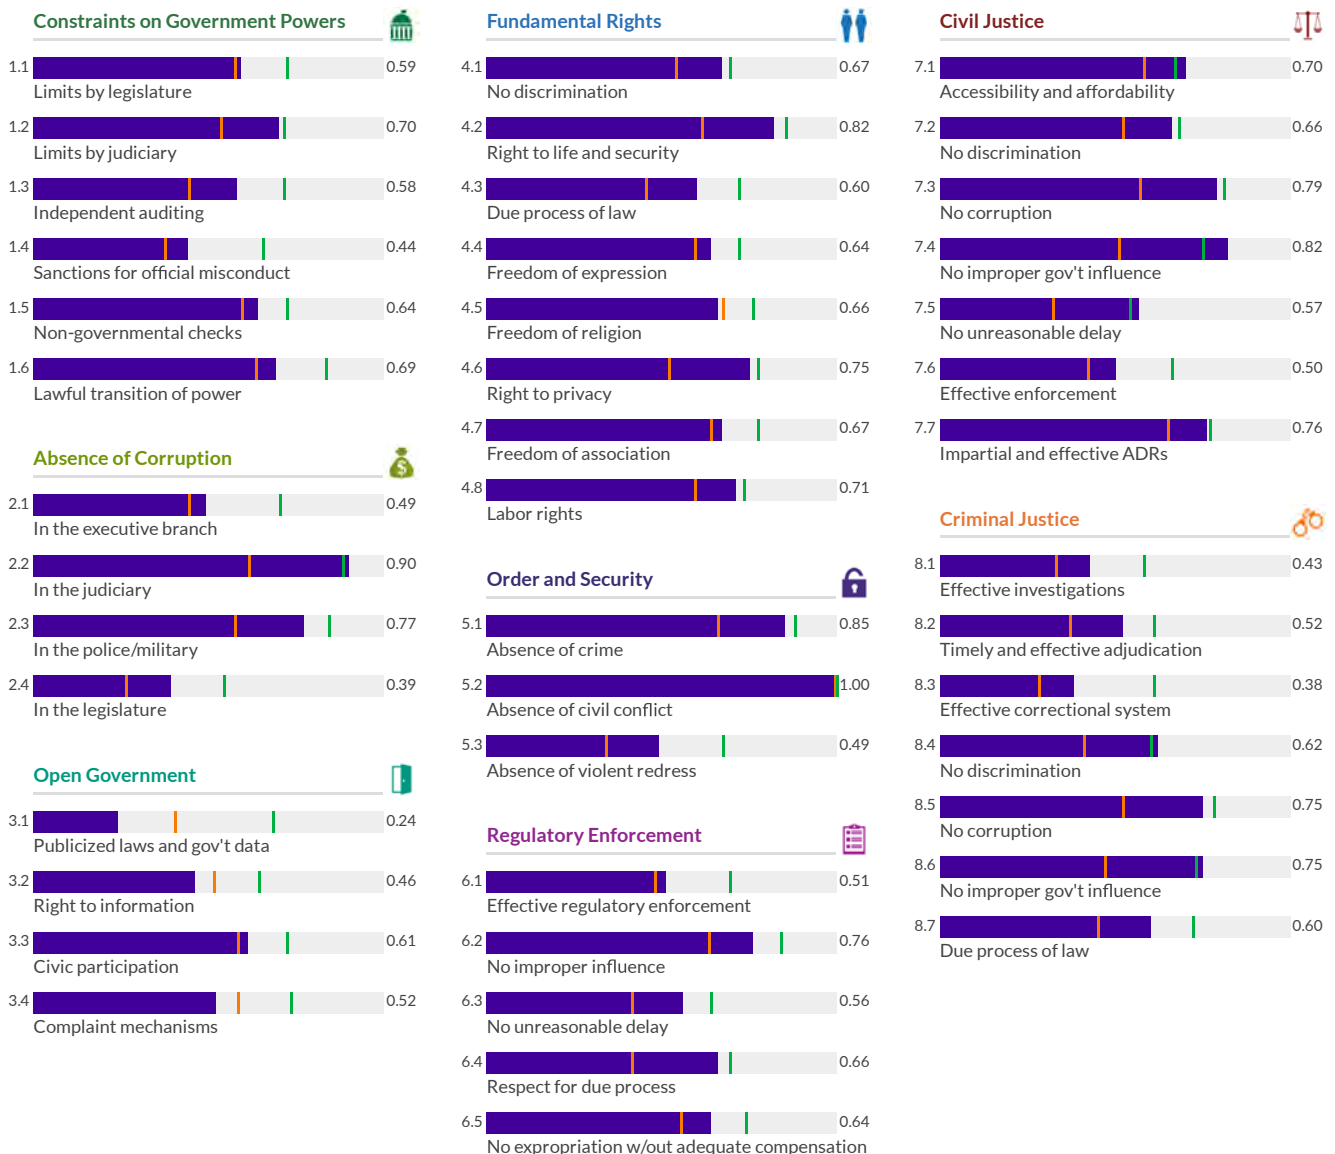 Constraints on Government Powers
1.1 0.59
Limits by legislature
1.2 0.70
Limits by judiciary
1.3 0.58
Independent auditing
1.4 0.44
Sanctions for official misconduct
1.5 0.64
Non-governmental checks
1.6 0.69
Lawful transition of power
Absence of Corruption
2.1 0.49
In the executive branch
2.2 0.90
In the judiciary
2.3 0.77
In the police/military
2.4 0.39
In the legislature
Open Government
3.1 0.24
Publicized laws and gov't data
3.2 0.46
Right to information
3.3 0.61
Civic participation
3.4 0.52
Complaint mechanisms
Fundamental Rights
4.1 0.67
No discrimination
4.2 0.82
Right to life and security
4.3 0.60
Due process of law
4.4 0.64
Freedom of expression
4.5 0.66
Freedom of religion
4.6 0.75
Right to privacy
4.7 0.67
Freedom of association
4.8 0.71
Labor rights
Order and Security
5.1 0.85
Absence of crime
5.2 1.00
Absence of civil conflict
5.3 0.49
Absence of violent redress
Regulatory Enforcement
6.1 0.51
Effective regulatory enforcement
6.2 0.76
No improper influence
6.3 0.56
No unreasonable delay
6.4 0.66
Respect for due process
6.5 0.64
No expropriation w/out adequate compensation
Civil Justice
7.1 0.70
Accessibility and affordability
7.2 0.66
No discrimination
7.3 0.79
No corruption
7.4 0.82
No improper gov't influence
7.5 0.57
No unreasonable delay
7.6 0.50
Effective enforcement
7.7 0.76
Impartial and effective ADRs
Criminal Justice
8.1 0.43
Effective investigations
8.2 0.52
Timely and effective adjudication
8.3 0.38
Effective correctional system
8.4 0.62
No discrimination
8.5 0.75
No corruption
8.6 0.75
No improper gov't influence
8.7 0.60
Due process of law